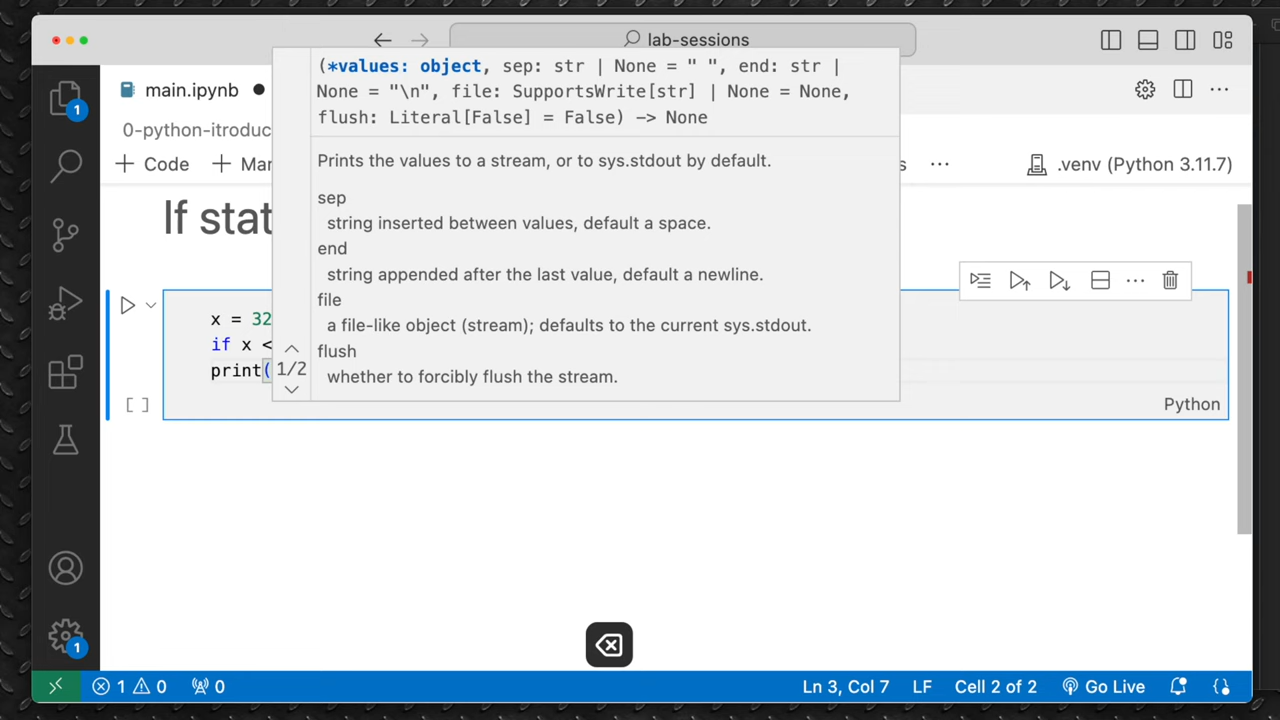 lab-sessions
main.ipynb
1
0-python-itroduc
+ Code + Mar
s ... .venv (Python 3.11.7)
(*values: object, sep: str | None = " ", end: str |
None = "\n", file: SupportsWrite[str] | None = None,
flush: Literal[False] = False) -> None
Prints the values to a stream, or to sys.stdout by default.
sep
string inserted between values, default a space.
end
string appended after the last value, default a newline.
file
a file-like object (stream); defaults to the current sys.stdout.
flush
whether to forcibly flush the stream.
1/2
If stat
x = 32
if x <
print(
[ ]
Python
1
1 0 0
Ln 3, Col 7 LF Cell 2 of 2 Go Live